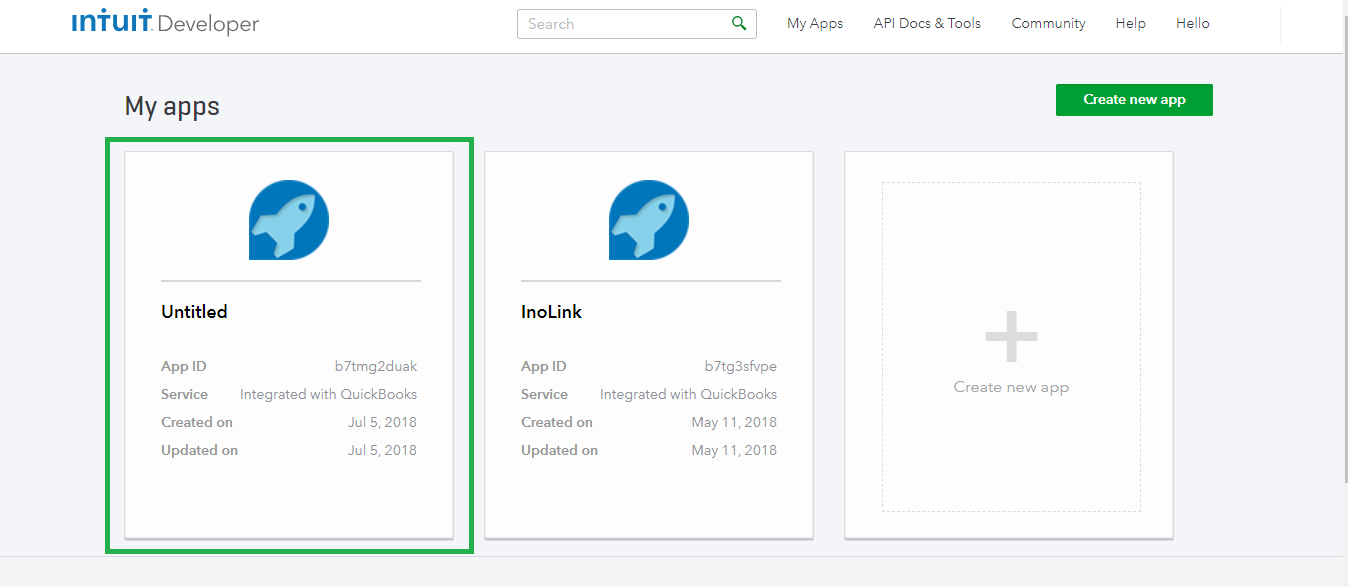 ıntuıt Developer
Search
My Apps
API Docs & Tools
Community
Help
Hello
My apps
Create new app
Untitled
App ID b7tmg2duak
Service Integrated with QuickBooks
Created on Jul 5, 2018
Updated on Jul 5, 2018
InoLink
App ID b7tg3sfvpe
Service Integrated with QuickBooks
Created on May 11, 2018
Updated on May 11, 2018
Create new app